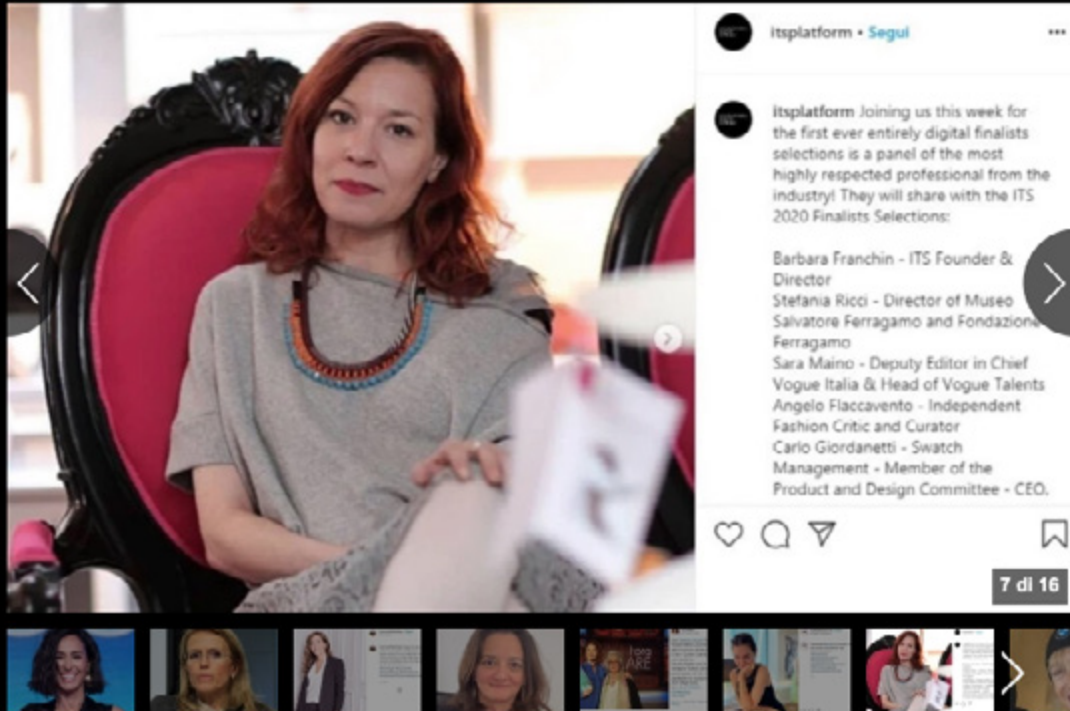 itsplatform • Segui
itsplatform Joining us this week for
the first ever entirely digital finalists
selections is a panel of the most
highly respected professional from the
industry! They will share with the ITS
2020 Finalists Selections:
Barbara Franchin - ITS Founder &
Director
Stefania Ricci - Director of Museo
Salvatore Ferragamo and Fondazione
Ferragamo
Sara Maino - Deputy Editor in Chief
Vogue Italia & Head of Vogue Talents
Angelo Flaccavento - Independent
Fashion Critic and Curator
Carlo Giordanetti - Swatch
Management - Member of the
Product and Design Committee - CEO.
7 di 16